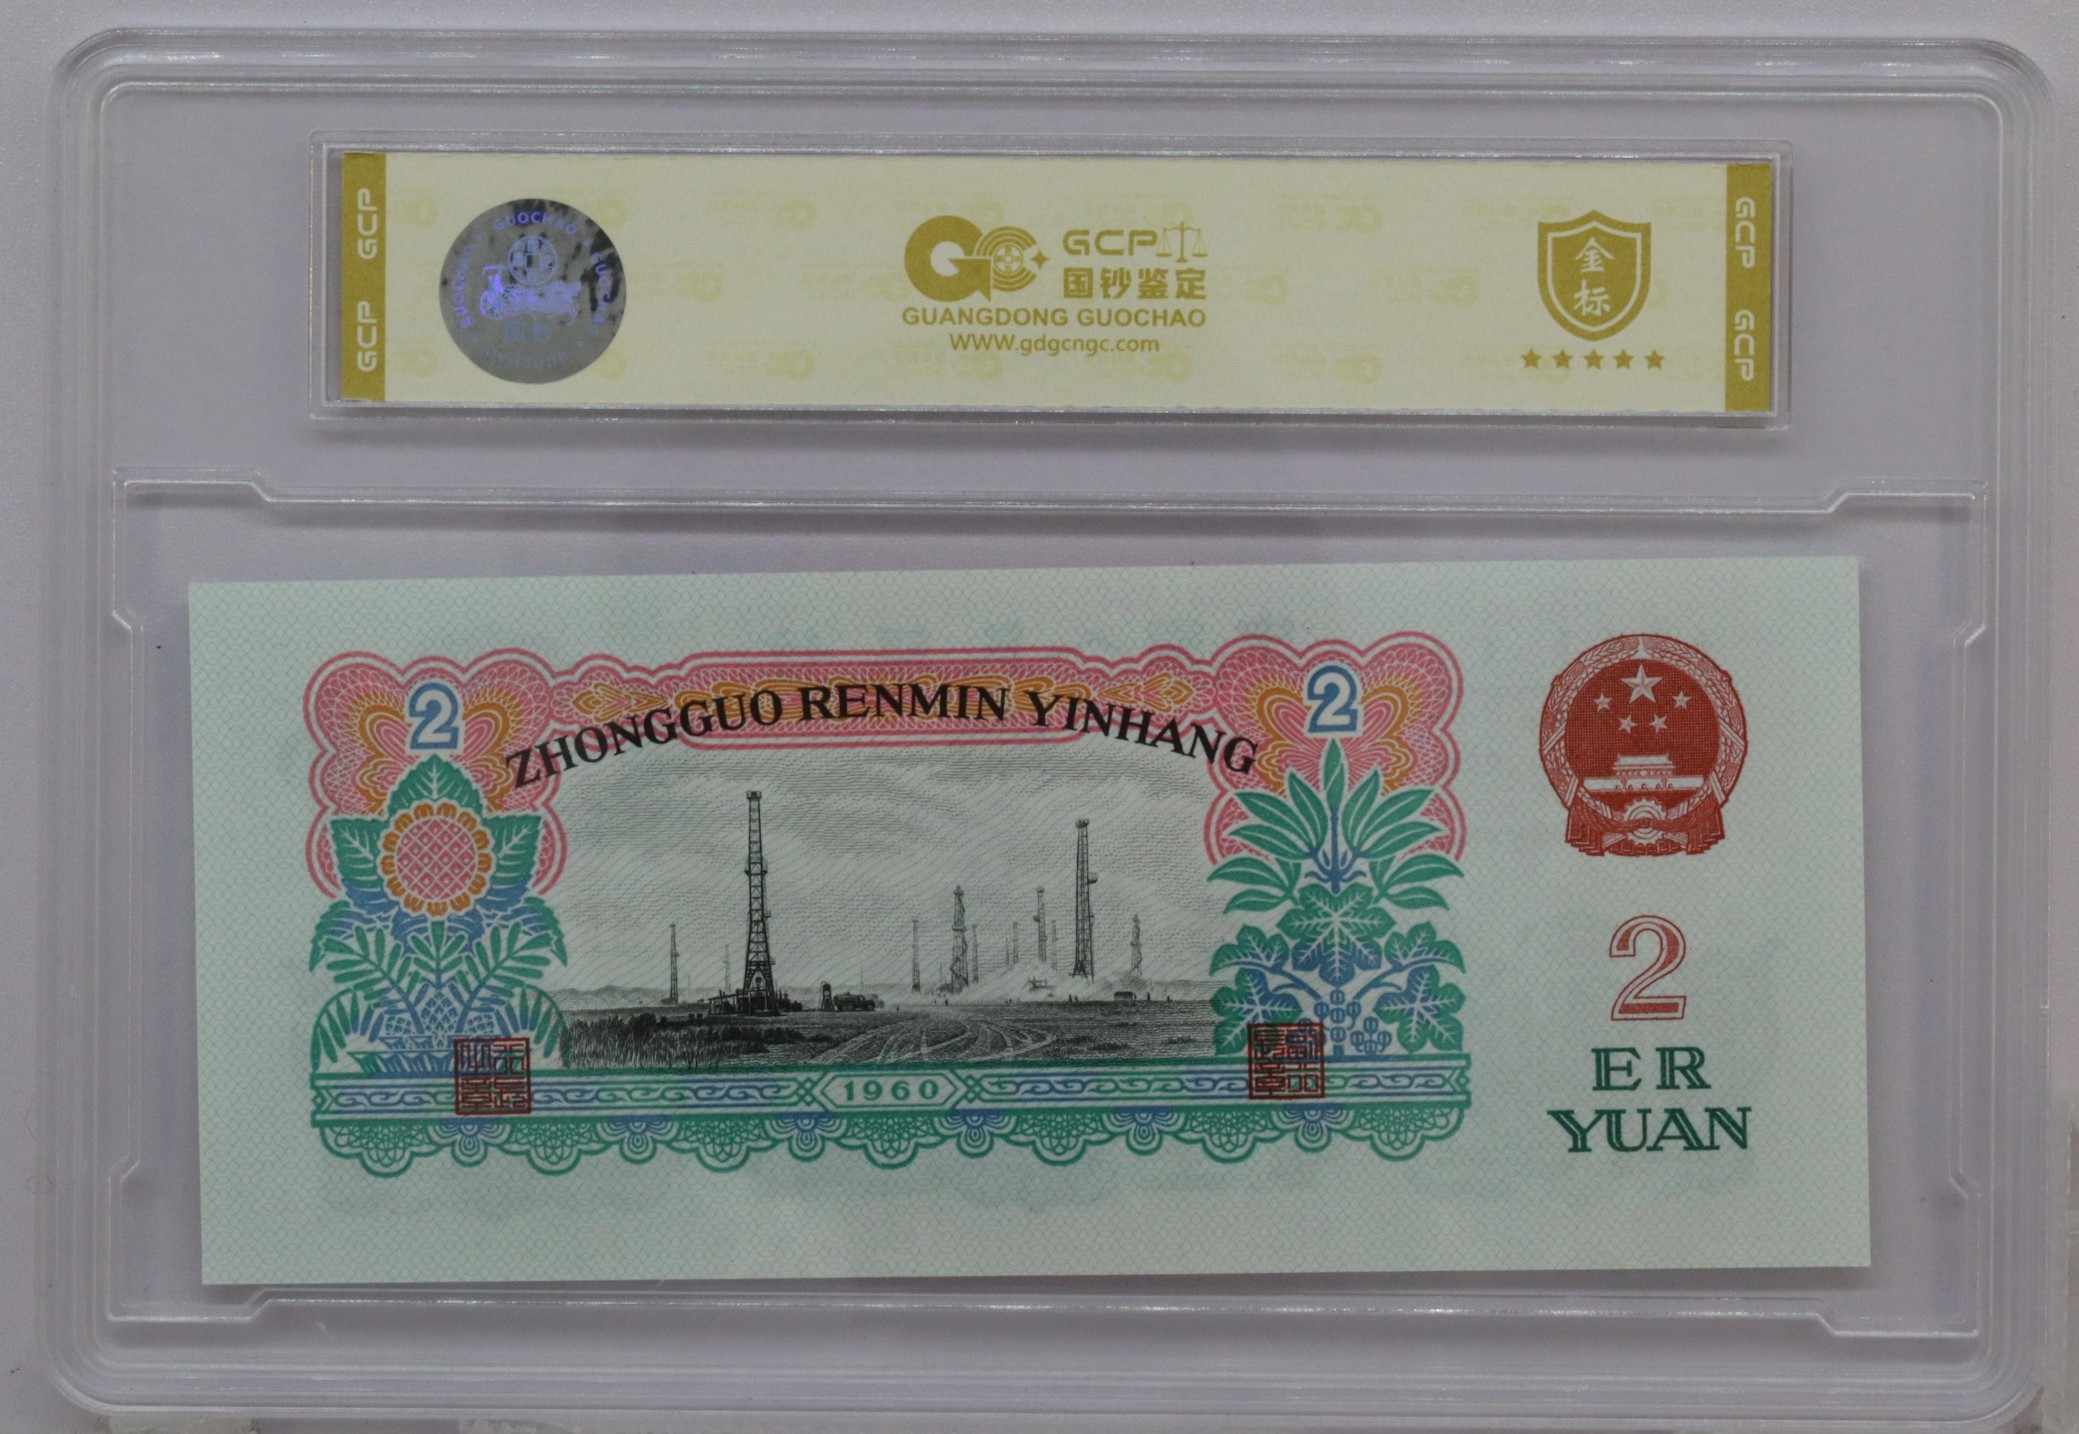 GCP GCP
GUOCHAO
GCP
国钞鉴定
GUANGDONG GUOCHAO
WWW.gdgcngc.com
金
标
GCP GCP
2
2
ZHONGGUO RENMIN YINHANG
1960
2
ER
YUAN